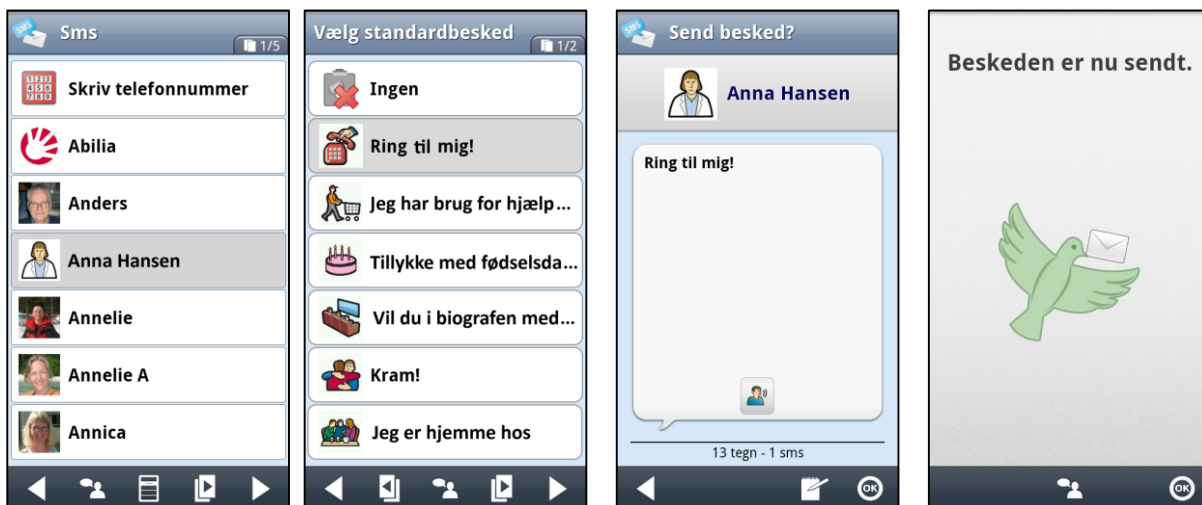 Sms
1/5
Skriv telefonnummer
Abilia
Anders
Anna Hansen
Annelie
Annelie A
Annica
Vælg standardbesked
1/2
Ingen
Ring til mig!
Jeg har brug for hjælp...
Tillykke med fødselsda...
Vil du i biografen med...
Kram!
Jeg er hjemme hos
Send besked?
Anna Hansen
Ring til mig!
13 tegn - 1 sms
OK
Beskeden er nu sendt.
OK